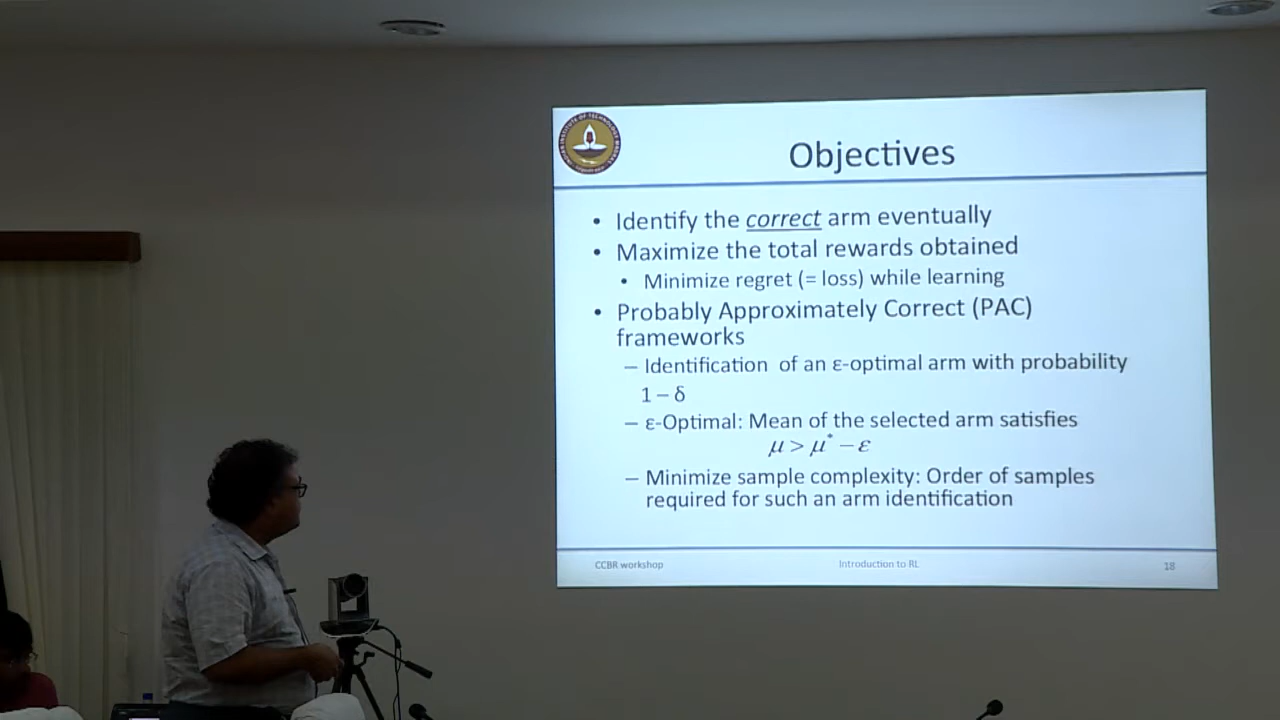 Objectives
• Identify the correct arm eventually
• Maximize the total rewards obtained
• Minimize regret (= loss) while learning
• Probably Approximately Correct (PAC)
frameworks
– Identification of an ε-optimal arm with probability
1 – δ
– ε-Optimal: Mean of the selected arm satisfies
μ > μ* – ε
– Minimize sample complexity: Order of samples
required for such an arm identification
CCBR workshop
Introduction to RL
18